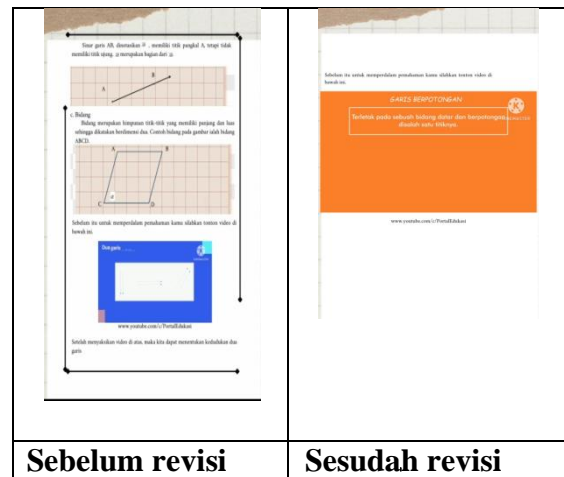 Sinar garis AB, dinotasikan , memiliki titik pangkal A, tetapi tidak
memiliki titik ujung. merupakan bagian dari
B
A
c. Bidang
Bidang merupakan himpunan titik-titik yang memiliki panjang dan luas
sehingga dikatakan berdimensi dua. Contoh bidang pada gambar ialah bidang
ABCD.
A B
C D
Sebelum itu untuk memperdalam pemahaman kamu silahkan tonton video di
bawah ini.
Dua garis
www.youtube.com/c/PortalEdukasi
Setelah menyaksikan video di atas, maka kita dapat menentukan kedudukan dua
garis
Sebelum itu untuk memperdalam pemahaman kamu silahkan tonton video di
bawah ini.
GARIS BERPOTONGAN
Terletak pada sebuah bidang datar dan berpotongan
disalah satu titiknya.
www.youtube.com/c/PortalEdukasi
Sebelum revisi
Sesudah revisi